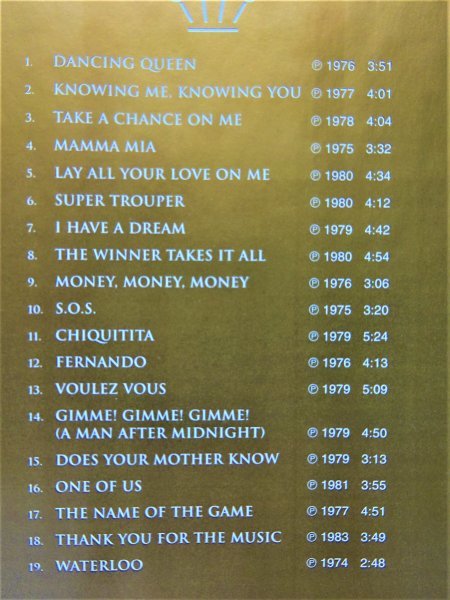 1. DANCING QUEEN ℗ 1976 3:51
2. KNOWING ME, KNOWING YOU ℗ 1977 4:01
3. TAKE A CHANCE ON ME ℗ 1978 4:04
4. MAMMA MIA ℗ 1975 3:32
5. LAY ALL YOUR LOVE ON ME ℗ 1980 4:34
6. SUPER TROUPER ℗ 1980 4:12
7. I HAVE A DREAM ℗ 1979 4:42
8. THE WINNER TAKES IT ALL ℗ 1980 4:54
9. MONEY, MONEY, MONEY ℗ 1976 3:06
10. S.O.S. ℗ 1975 3:20
11. CHIQUITITA ℗ 1979 5:24
12. FERNANDO ℗ 1976 4:13
13. VOULEZ VOUS ℗ 1979 5:09
14. GIMME! GIMME! GIMME!
(A MAN AFTER MIDNIGHT) ℗ 1979 4:50
15. DOES YOUR MOTHER KNOW ℗ 1979 3:13
16. ONE OF US ℗ 1981 3:55
17. THE NAME OF THE GAME ℗ 1977 4:51
18. THANK YOU FOR THE MUSIC ℗ 1983 3:49
19. WATERLOO ℗ 1974 2:48